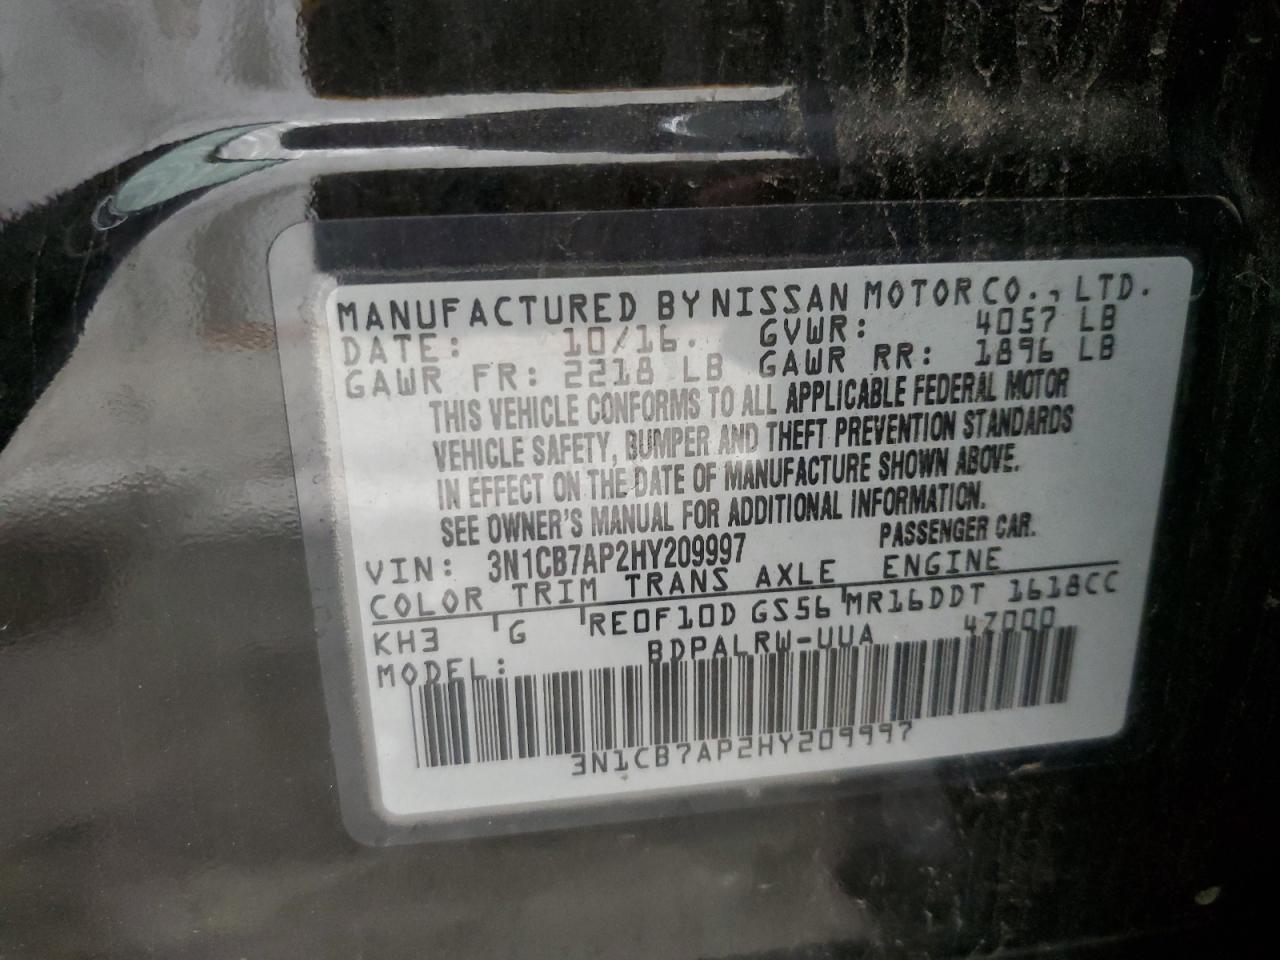 MANUFACTURED BY NISSAN MOTOR CO., LTD.
DATE: 10/16. GVWR: 4057 LB
GAWR FR: 2218 LB GAWR RR: 1896 LB
THIS VEHICLE CONFORMS TO ALL APPLICABLE FEDERAL MOTOR
VEHICLE SAFETY, BUMPER AND THEFT PREVENTION STANDARDS
IN EFFECT ON THE DATE OF MANUFACTURE SHOWN ABOVE.
SEE OWNER'S MANUAL FOR ADDITIONAL INFORMATION.
VIN: 3N1CB7AP2HY209997 PASSENGER CAR.
COLOR TRIM TRANS AXLE ENGINE
KH3 G RE0F10D GS56 MR16DDT 1618CC
MODEL: BDPALRW-UUA 4Z000
3N1CB7AP2HY209997